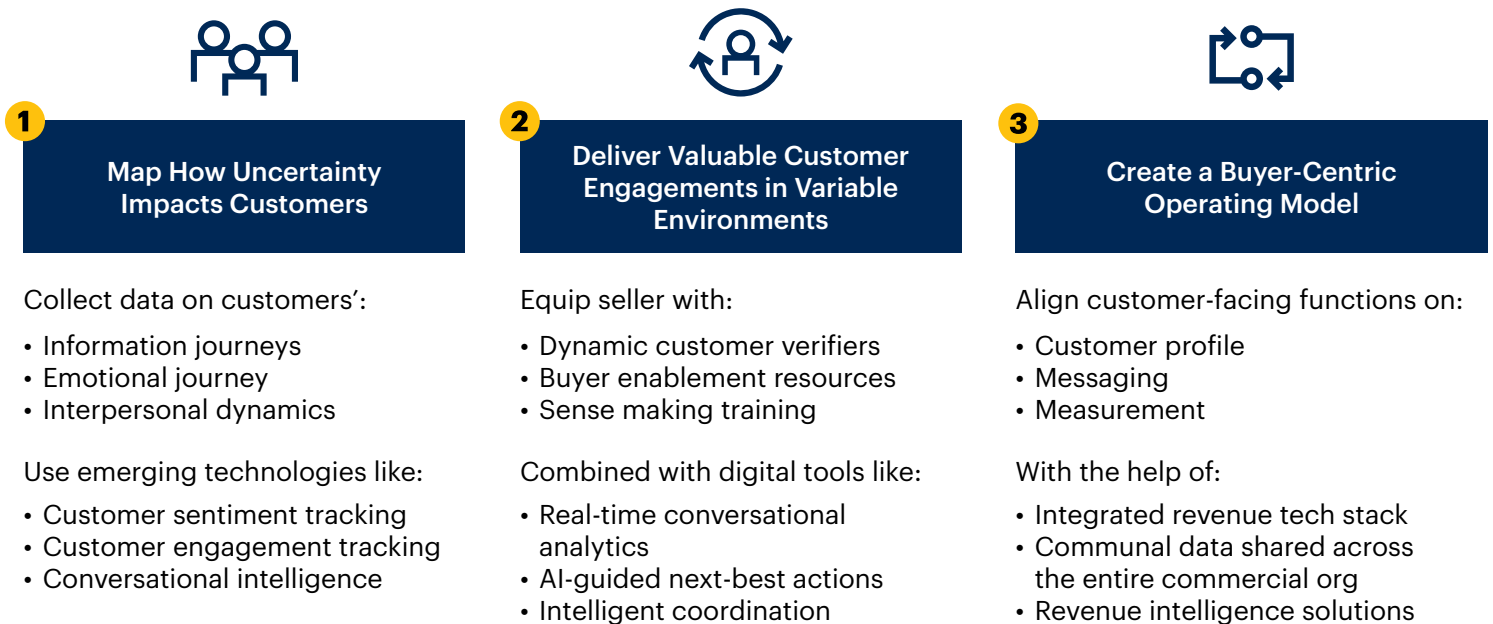 1
Map How Uncertainty
Impacts Customers
Collect data on customers’:
• Information journeys
• Emotional journey
• Interpersonal dynamics
Use emerging technologies like:
• Customer sentiment tracking
• Customer engagement tracking
• Conversational intelligence
2
Deliver Valuable Customer
Engagements in Variable
Environments
Equip seller with:
• Dynamic customer verifiers
• Buyer enablement resources
• Sense making training
Combined with digital tools like:
• Real-time conversational
analytics
• AI-guided next-best actions
• Intelligent coordination
3
Create a Buyer-Centric
Operating Model
Align customer-facing functions on:
• Customer profile
• Messaging
• Measurement
With the help of:
• Integrated revenue tech stack
• Communal data shared across
the entire commercial org
• Revenue intelligence solutions